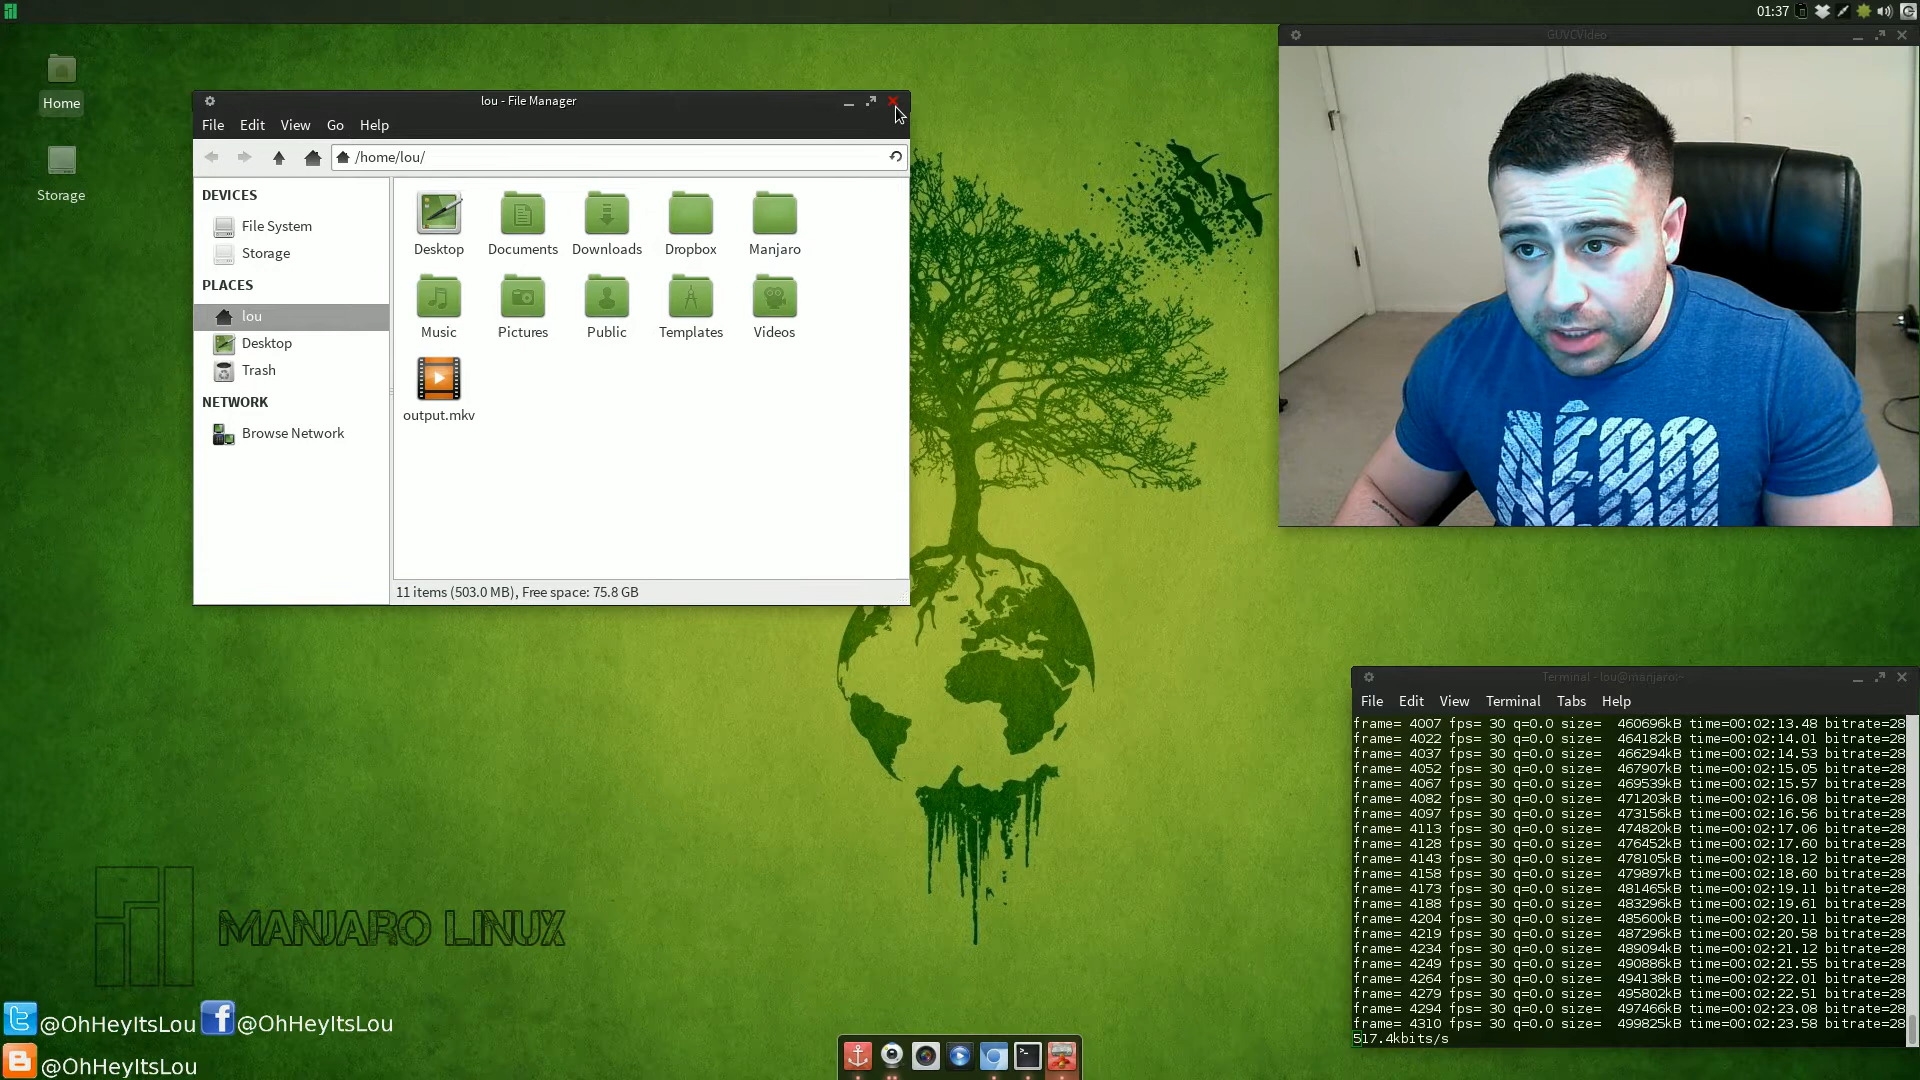 01:37
GUVCVideo
Home
Storage
lou - File Manager
File Edit View Go Help
/home/lou/
DEVICES
File System
Storage
PLACES
lou
Desktop
Trash
NETWORK
Browse Network
Desktop Documents Downloads Dropbox Manjaro
Music Pictures Public Templates Videos
output.mkv
11 items (503.0 MB), Free space: 75.8 GB
AÉRO
Terminal - lou@manjaro:~
File Edit View Terminal Tabs Help
frame= 4007 fps= 30 q=0.0 size= 460696kB time=00:02:13.48 bitrate=28
frame= 4022 fps= 30 q=0.0 size= 464182kB time=00:02:14.01 bitrate=28
frame= 4037 fps= 30 q=0.0 size= 466294kB time=00:02:14.53 bitrate=28
frame= 4052 fps= 30 q=0.0 size= 467907kB time=00:02:15.05 bitrate=28
frame= 4067 fps= 30 q=0.0 size= 469539kB time=00:02:15.57 bitrate=28
frame= 4082 fps= 30 q=0.0 size= 471203kB time=00:02:16.08 bitrate=28
frame= 4097 fps= 30 q=0.0 size= 473156kB time=00:02:16.56 bitrate=28
frame= 4113 fps= 30 q=0.0 size= 474820kB time=00:02:17.06 bitrate=28
frame= 4128 fps= 30 q=0.0 size= 476452kB time=00:02:17.60 bitrate=28
frame= 4143 fps= 30 q=0.0 size= 478105kB time=00:02:18.12 bitrate=28
frame= 4158 fps= 30 q=0.0 size= 479897kB time=00:02:18.60 bitrate=28
frame= 4173 fps= 30 q=0.0 size= 481465kB time=00:02:19.11 bitrate=28
frame= 4188 fps= 30 q=0.0 size= 483296kB time=00:02:19.61 bitrate=28
frame= 4204 fps= 30 q=0.0 size= 485600kB time=00:02:20.11 bitrate=28
frame= 4219 fps= 30 q=0.0 size= 487296kB time=00:02:20.58 bitrate=28
frame= 4234 fps= 30 q=0.0 size= 489094kB time=00:02:21.12 bitrate=28
frame= 4249 fps= 30 q=0.0 size= 490886kB time=00:02:21.55 bitrate=28
frame= 4264 fps= 30 q=0.0 size= 494138kB time=00:02:22.01 bitrate=28
frame= 4279 fps= 30 q=0.0 size= 495802kB time=00:02:22.51 bitrate=28
frame= 4294 fps= 30 q=0.0 size= 497466kB time=00:02:23.08 bitrate=28
frame= 4310 fps= 30 q=0.0 size= 499825kB time=00:02:23.58 bitrate=28
517.4kbits/s
MANJARO LINUX
@OhHeyItsLou @OhHeyItsLou
@OhHeyItsLou